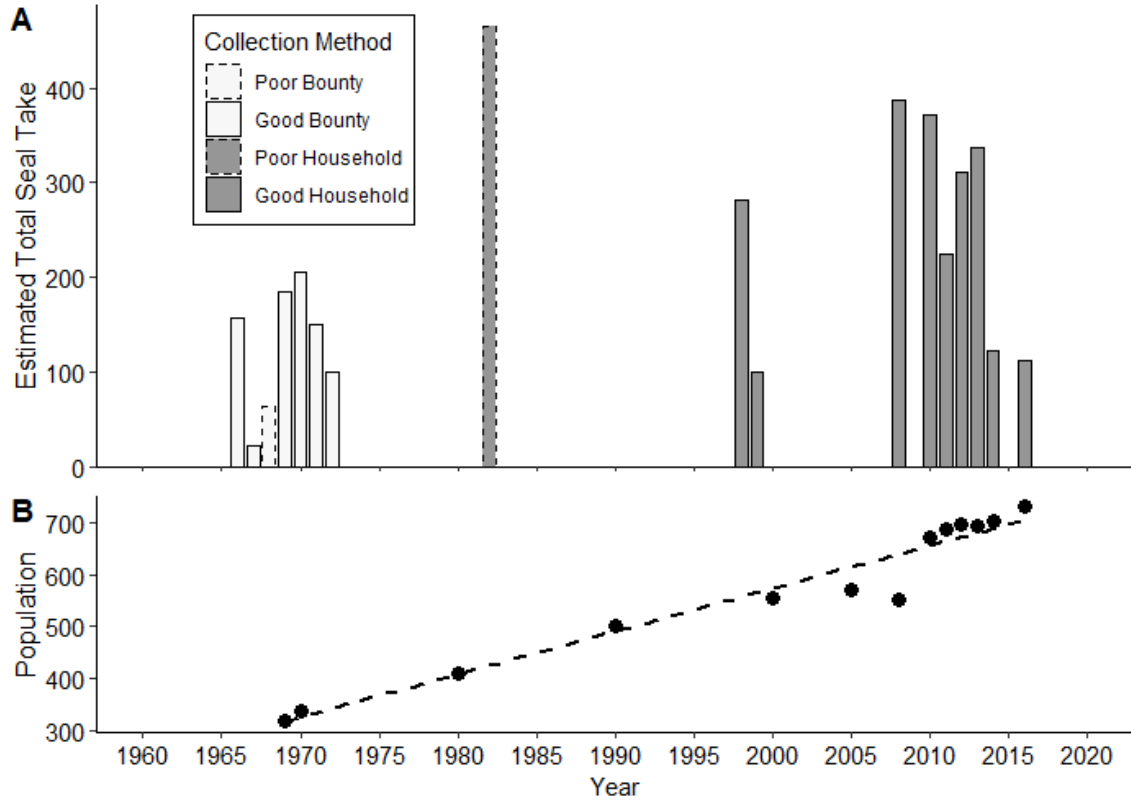 A
Estimated Total Seal Take
400
300
200
100
0
Collection Method
Poor Bounty
Good Bounty
Poor Household
Good Household
1960 1965 1970 1975 1980 1985 1990 1995 2000 2005 2010 2015 2020
B
Population
700
600
500
400
300
Year